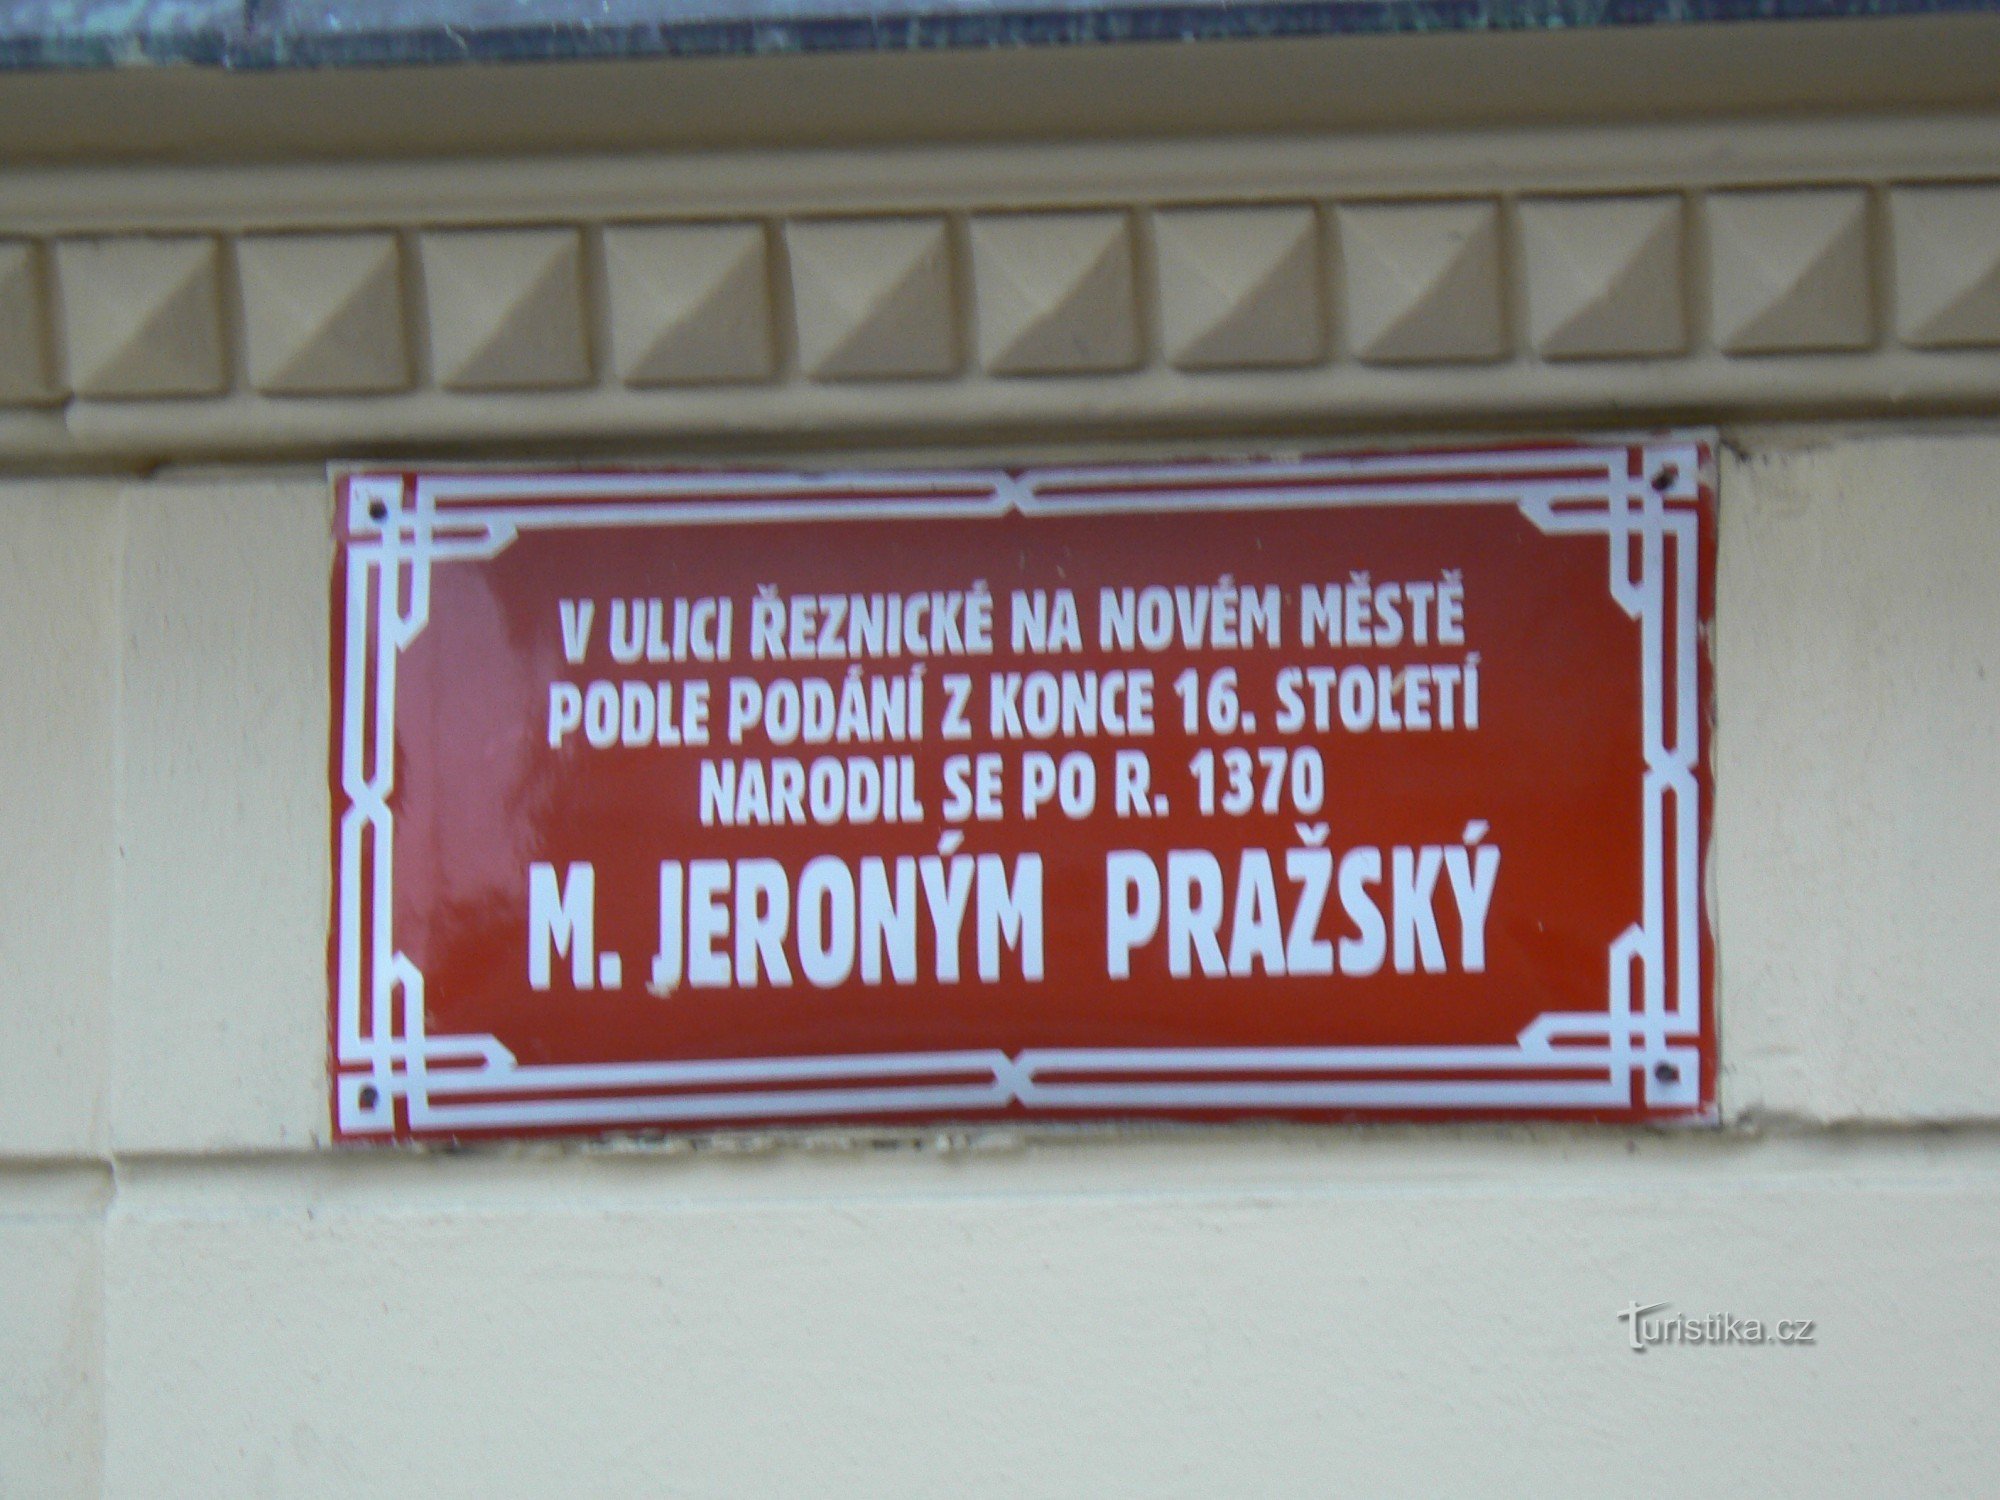 V ULICI ŘEZNICKÉ NA NOVÉM MĚSTĚ
PODLE PODÁNÍ Z KONCE 16. STOLETÍ
NARODIL SE PO R. 1370
M. JERONÝM PRAŽSKÝ
Turistika.cz